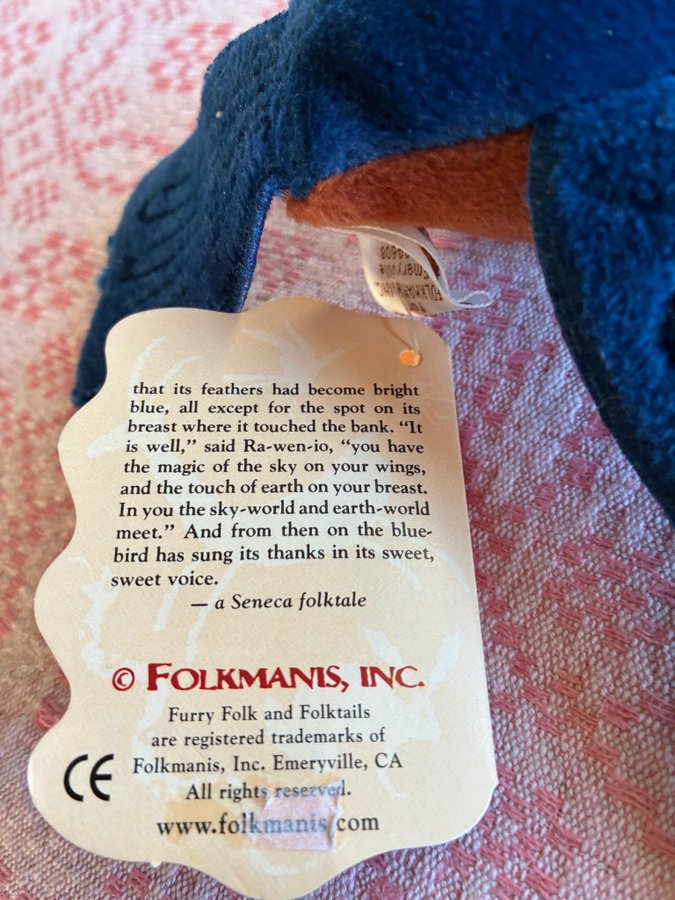 that its feathers had become bright
blue, all except for the spot on its
breast where it touched the bank. “It
is well,” said Ra-wen-io, “you have
the magic of the sky on your wings,
and the touch of earth on your breast.
In you the sky-world and earth-world
meet.” And from then on the blue-
bird has sung its thanks in its sweet,
sweet voice.
— a Seneca folktale
© FOLKMANIS, INC.
Furry Folk and Folktails
are registered trademarks of
Folkmanis, Inc. Emeryville, CA
All rights reserved.
www.folkmanis.com
CE
Emeryville
FOLKMANIS INC